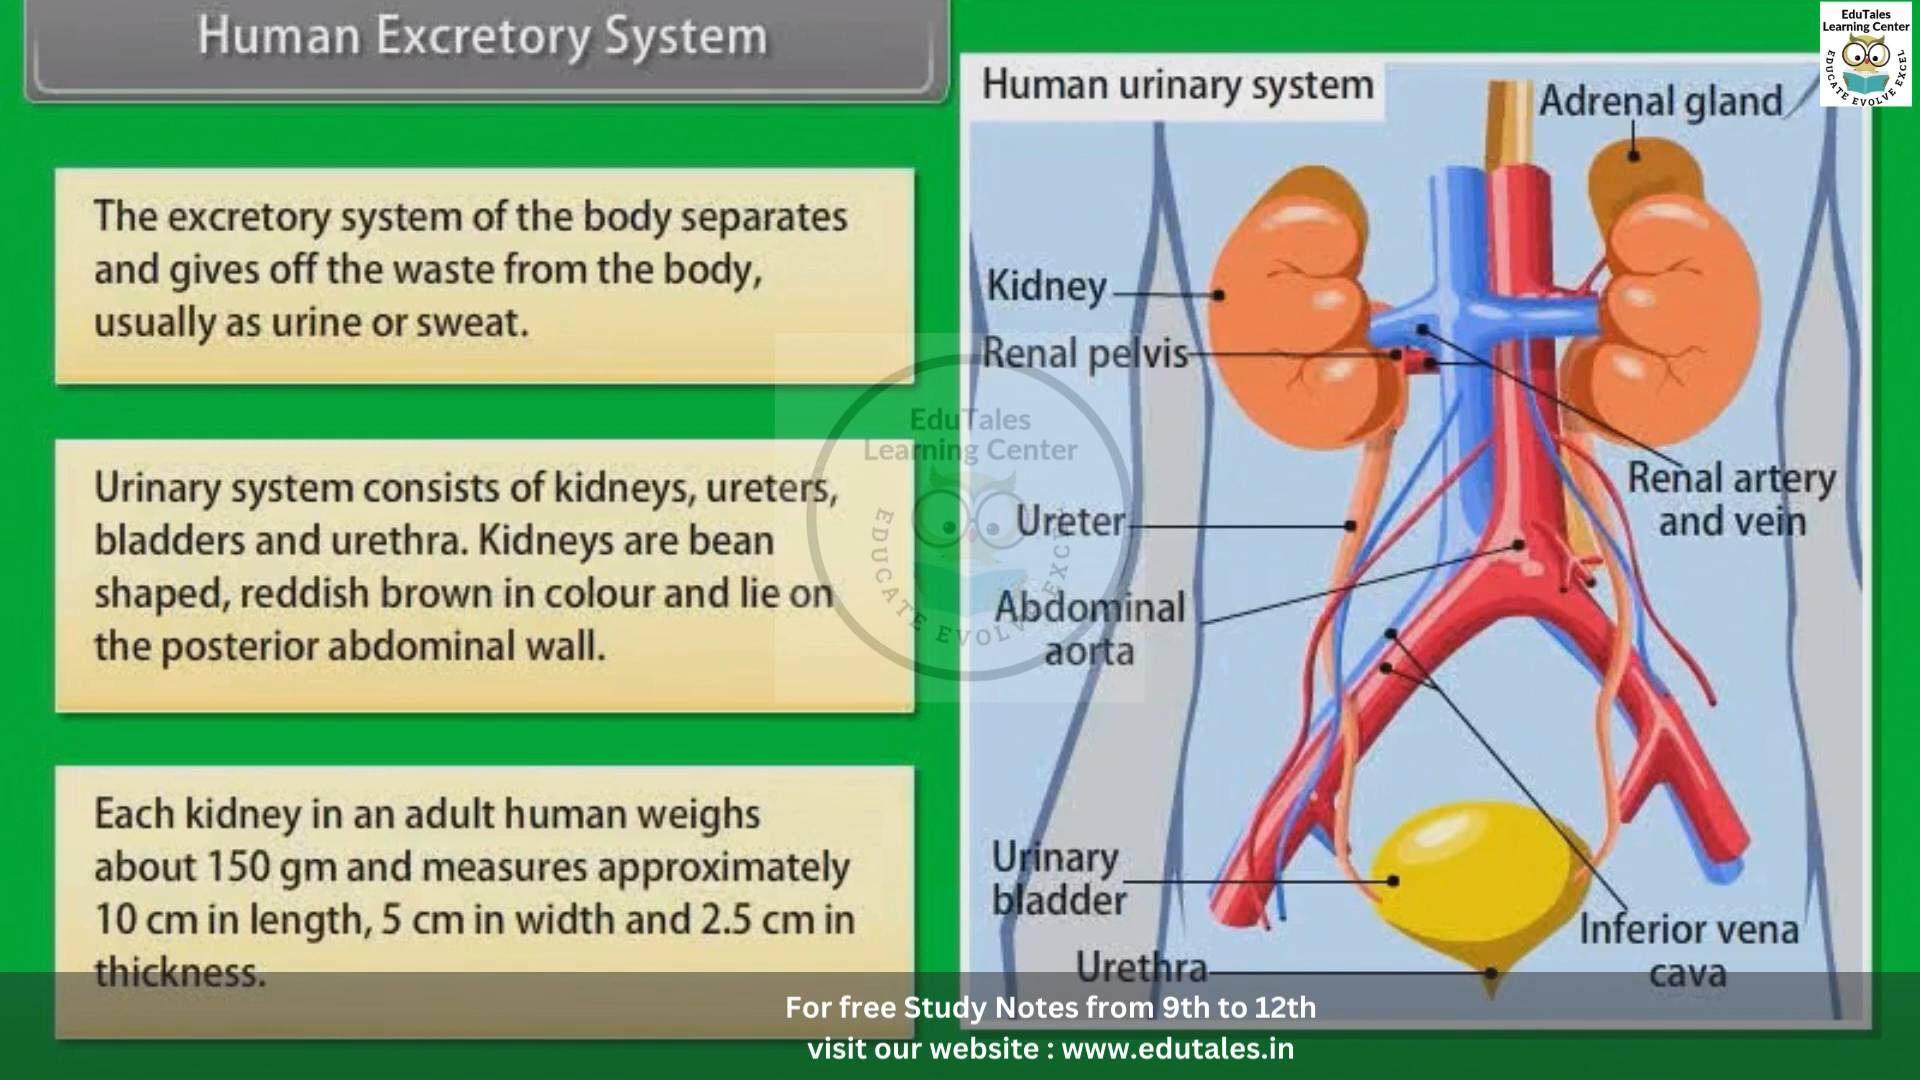 Human Excretory System
The excretory system of the body separates
and gives off the waste from the body,
usually as urine or sweat.
Urinary system consists of kidneys, ureters,
bladders and urethra. Kidneys are bean
shaped, reddish brown in colour and lie on
the posterior abdominal wall.
Each kidney in an adult human weighs
about 150 gm and measures approximately
10 cm in length, 5 cm in width and 2.5 cm in
thickness.
Human urinary system
Adrenal gland
Kidney
Renal pelvis
Renal artery
and vein
Ureter
Abdominal
aorta
Urinary
bladder
Inferior vena
cava
Urethra
EduTales
Learning Center
EDUCATE EVOLVE EXCEL
EduTales
Learning Center
EDUCATE EVOLVE EXCEL
For free Study Notes from 9th to 12th
visit our website : www.edutales.in